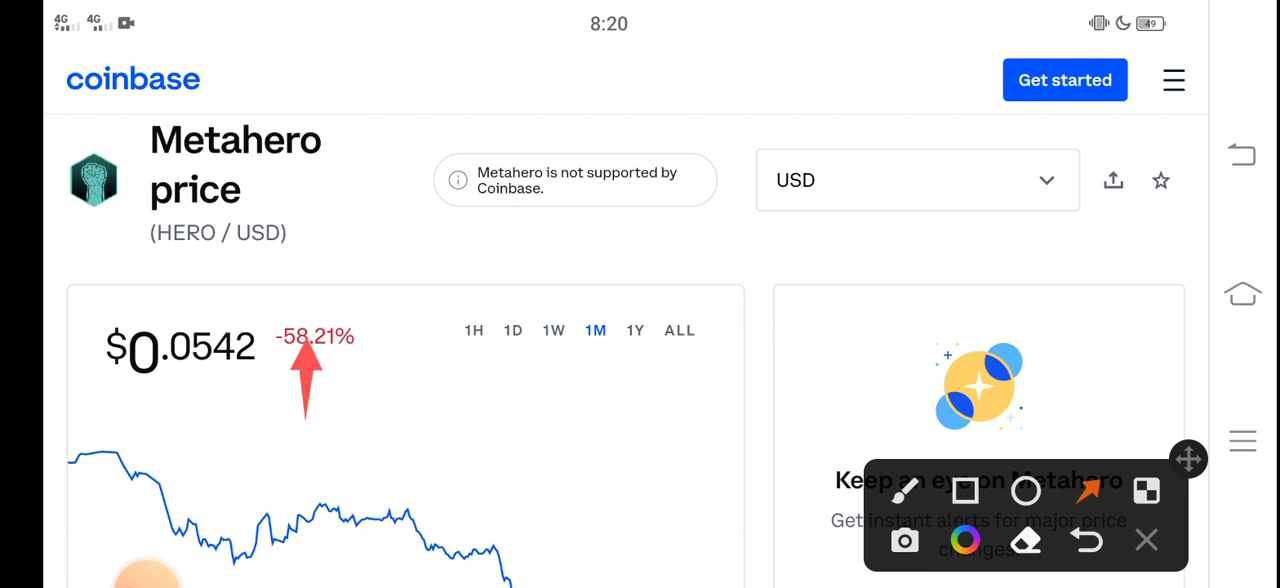 4G 4G 8:20 49
coinbase
Get started
Metahero
price
(HERO / USD)
Metahero is not supported by
Coinbase.
USD
$0.0542 -58.21%
1H 1D 1W 1M 1Y ALL
Keep an eye on Metahero
Get instant alerts for major price
changes.